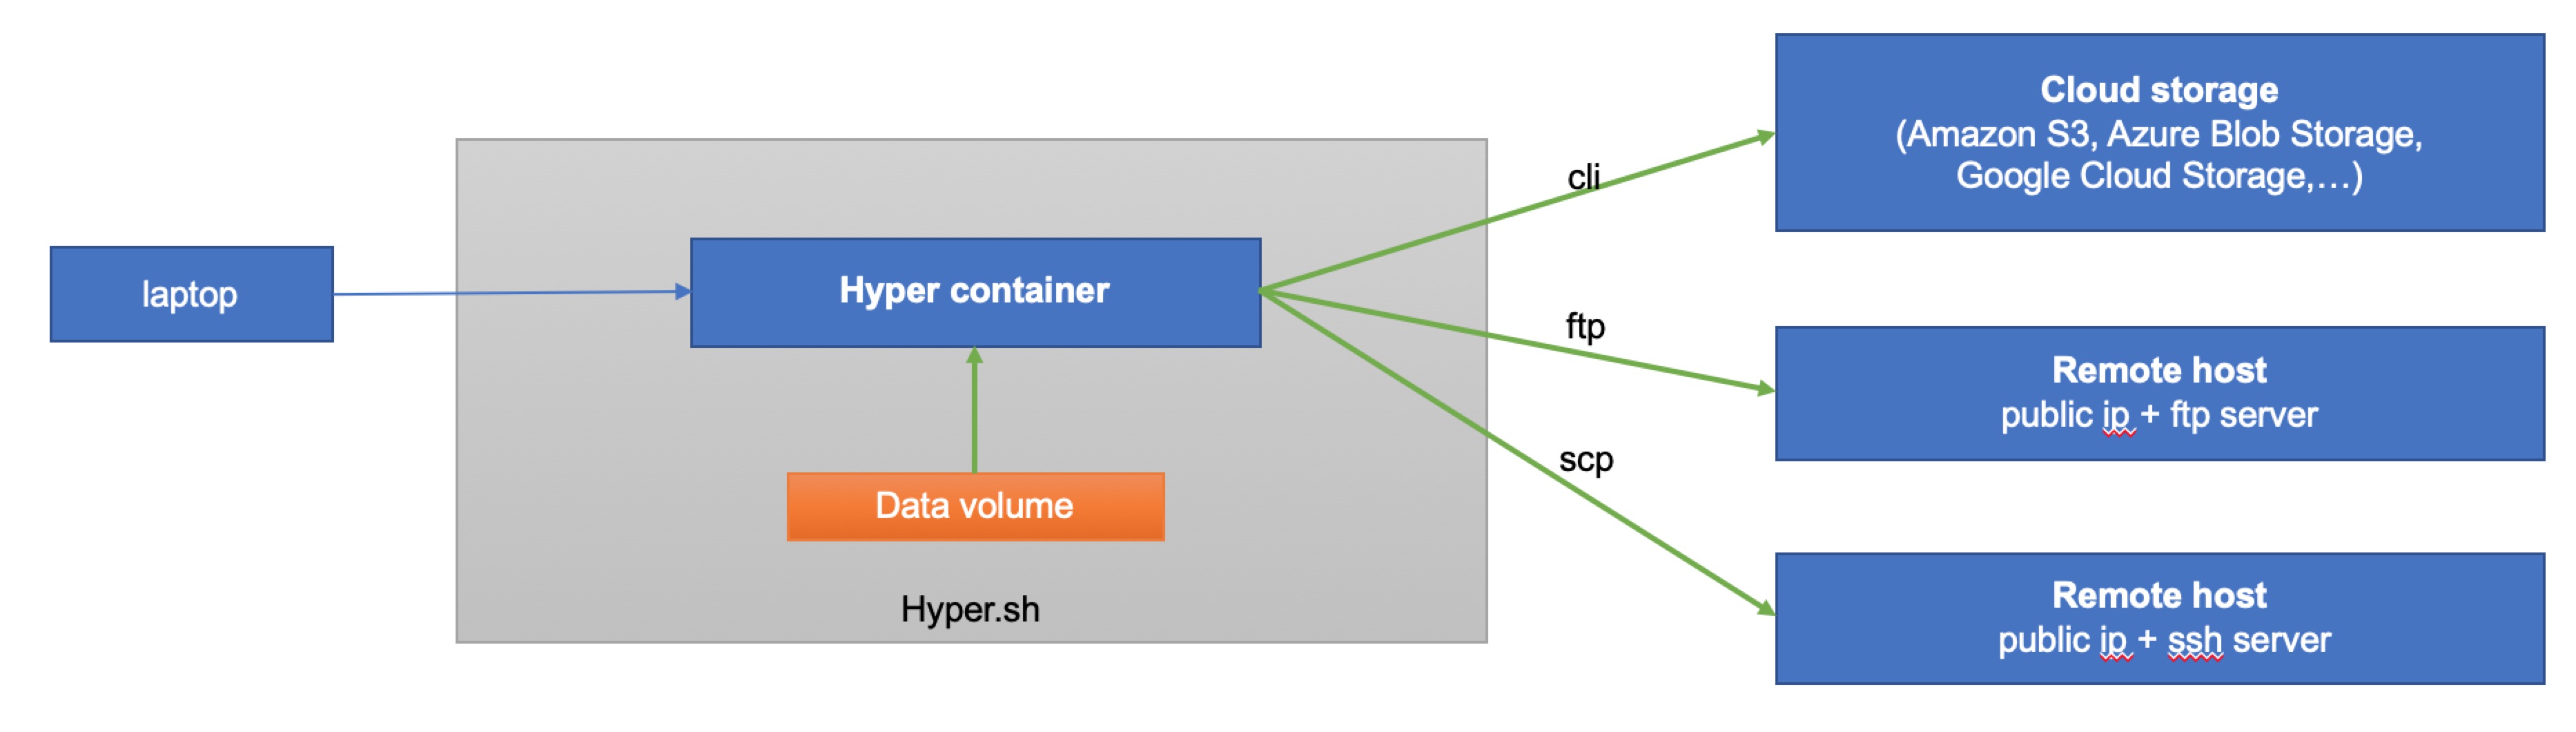 laptop
Hyper container
Data volume
Hyper.sh
cli
ftp
scp
Cloud storage
(Amazon S3, Azure Blob Storage,
Google Cloud Storage,…)
Remote host
public ip + ftp server
Remote host
public ip + ssh server